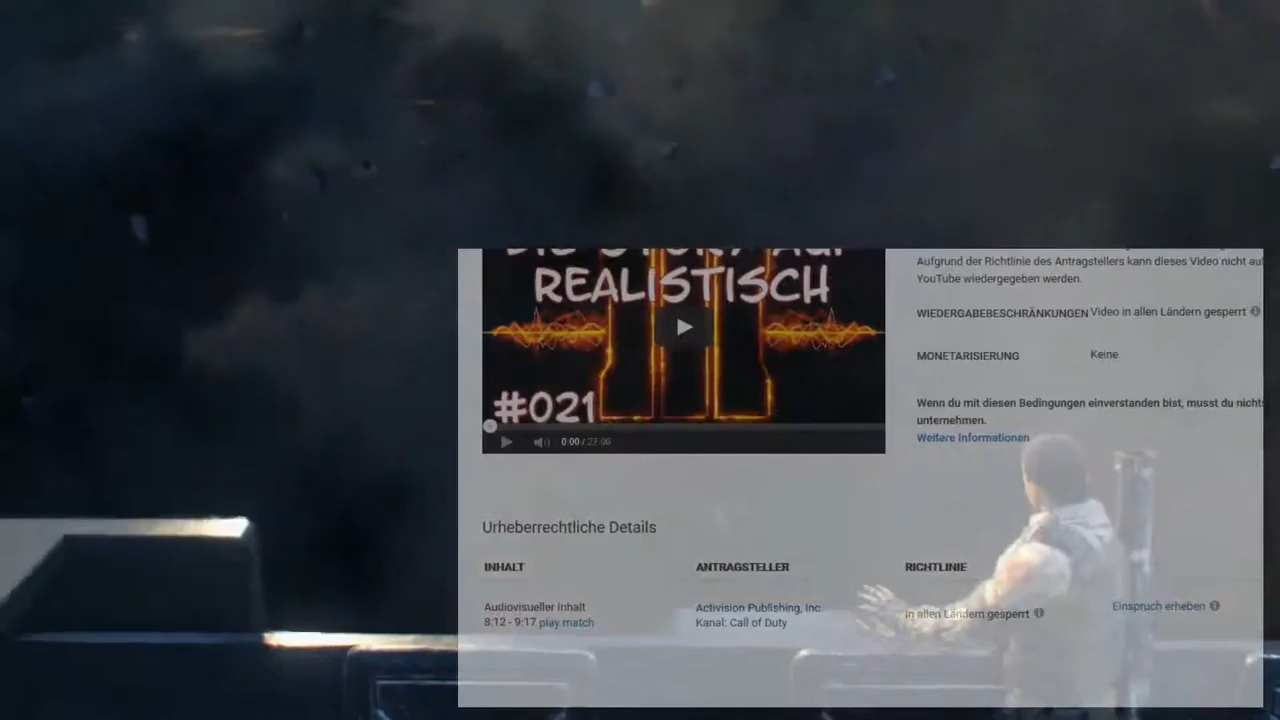 DIE STORY AUF
REALISTISCH
#021
0:00 / 27:06
Aufgrund der Richtlinie des Antragstellers kann dieses Video nicht auf
YouTube wiedergegeben werden.
WIEDERGABEBESCHRÄNKUNGEN Video in allen Ländern gesperrt
MONETARISIERUNG Keine
Wenn du mit diesen Bedingungen einverstanden bist, musst du nichts
unternehmen.
Weitere Informationen
Urheberrechtliche Details
INHALT ANTRAGSTELLER RICHTLINIE
Audiovisueller Inhalt Activision Publishing, Inc. In allen Ländern gesperrt Einspruch erheben
8:12 - 9:17 play match Kanal: Call of Duty